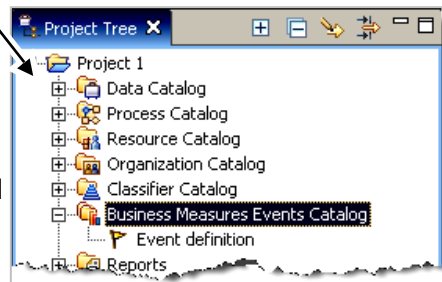 Project Tree
Project 1
Data Catalog
Process Catalog
Resource Catalog
Organization Catalog
Classifier Catalog
Business Measures Events Catalog
Event definition
Reports